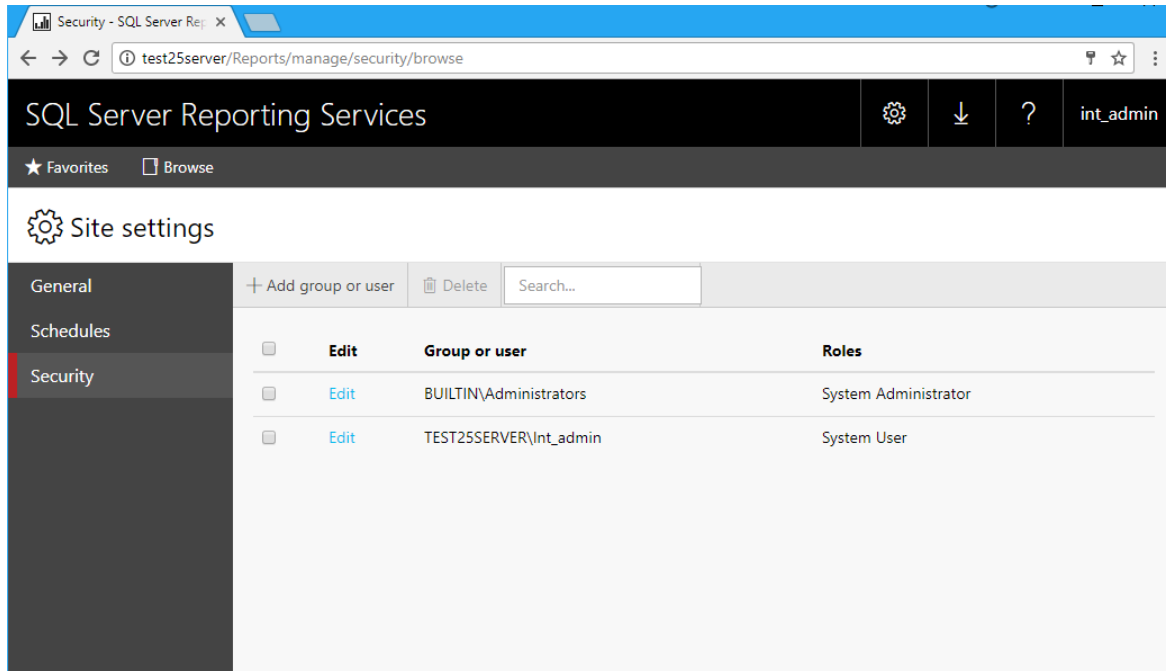 Security - SQL Server Rep
test25server/Reports/manage/security/browse
SQL Server Reporting Services
?
int_admin
Favorites
Browse
Site settings
General
Schedules
Security
Add group or user
Delete
Search...
Edit Group or user Roles
Edit BUILTIN\Administrators System Administrator
Edit TEST25SERVER\Int_admin System User